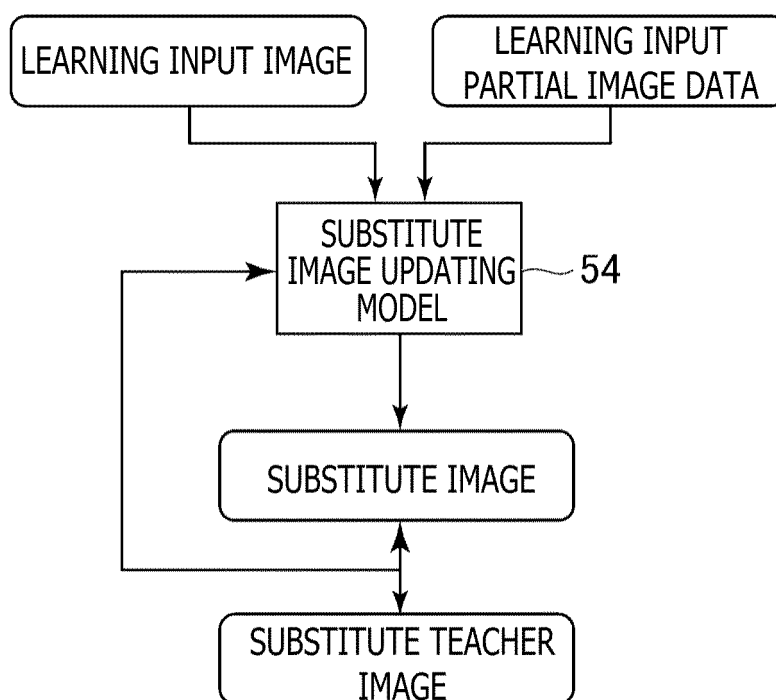 LEARNING INPUT IMAGE
LEARNING INPUT
PARTIAL IMAGE DATA
SUBSTITUTE
IMAGE UPDATING
MODEL
54
SUBSTITUTE IMAGE
SUBSTITUTE TEACHER
IMAGE